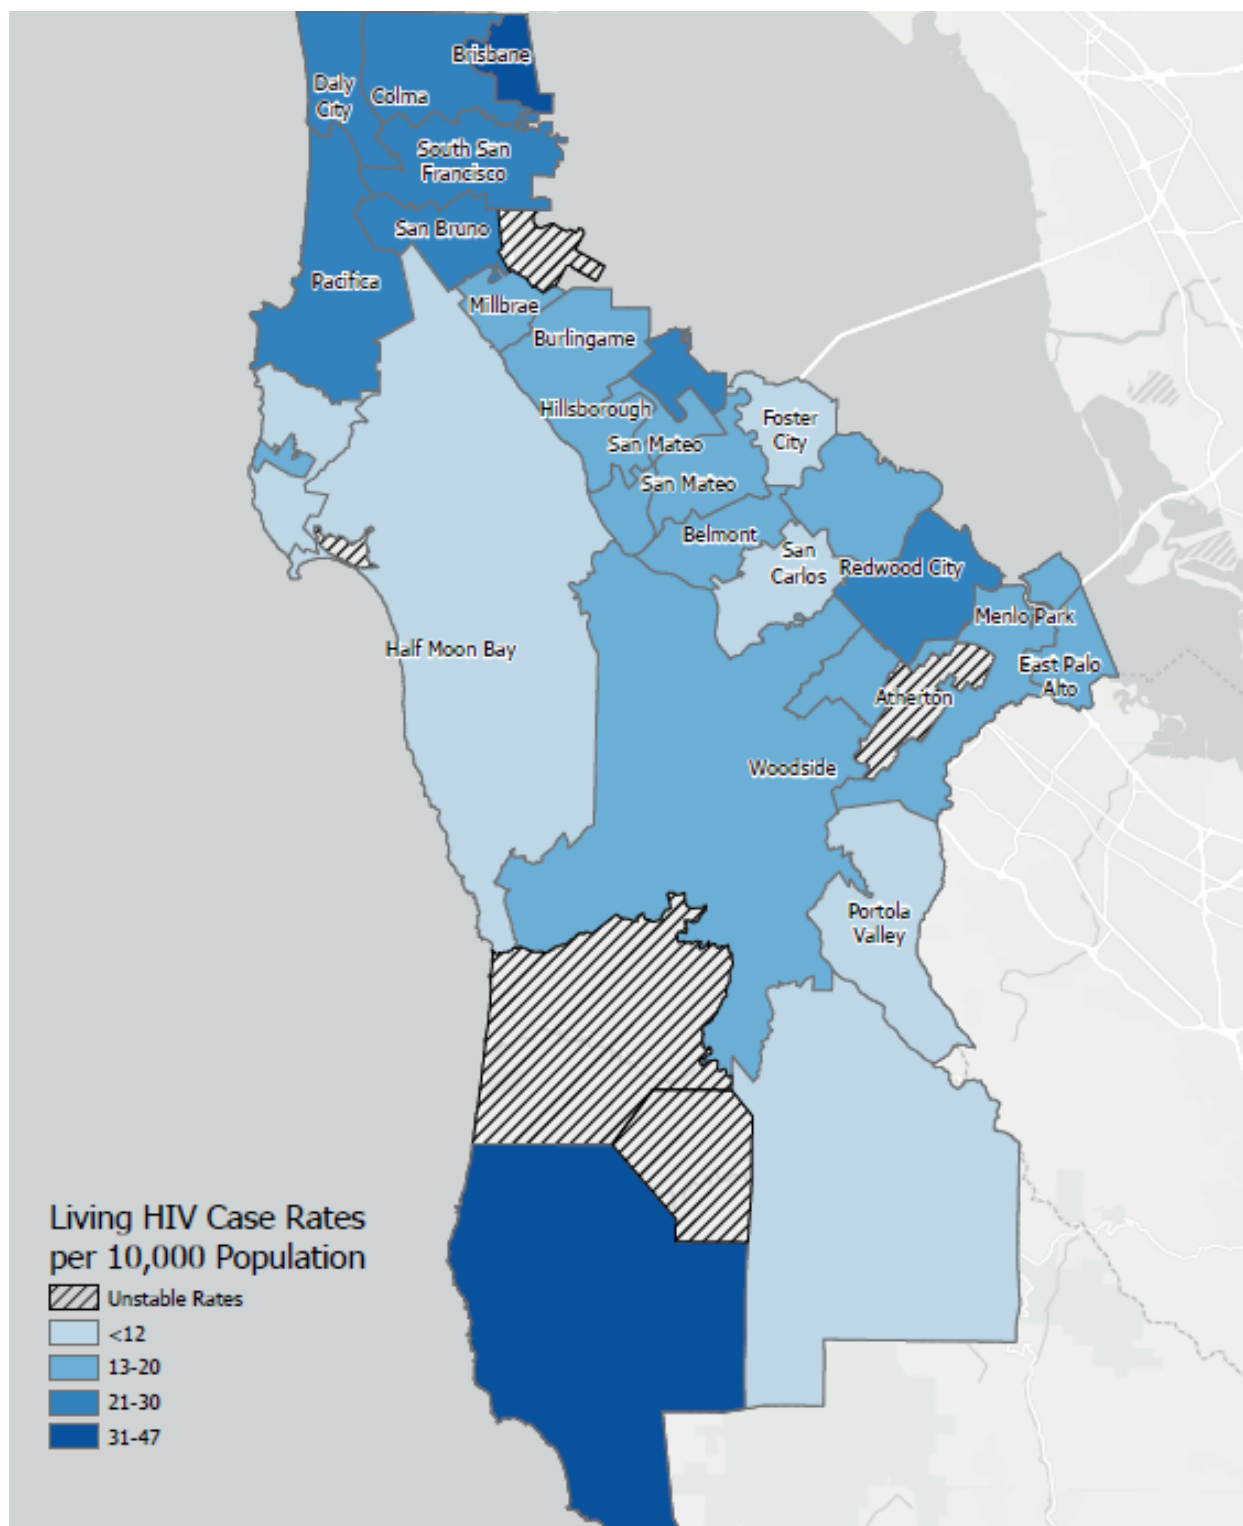 Brisbane
Daly
City
Colma
South San
Francisco
San Bruno
Pacifica
Millbrae
Burlingame
Hillsborough
Foster
City
San Mateo
San Mateo
Belmont
San
Carlos
Redwood City
Menlo Park
Half Moon Bay
East Palo
Alto
Atherton
Woodside
Portola
Valley
Living HIV Case Rates
per 10,000 Population
Unstable Rates
<12
13-20
21-30
31-47